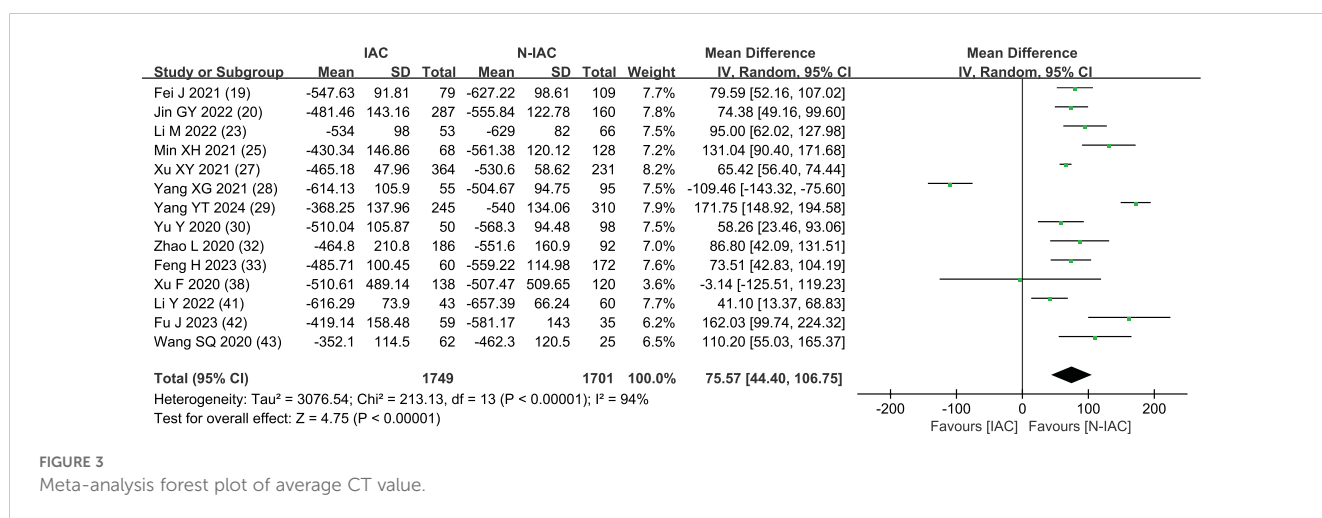 IAC N-IAC Mean Difference Mean Difference
Study or Subgroup Mean SD Total Mean SD Total Weight IV, Random, 95% CI IV, Random, 95% CI
Fei J 2021 (19) -547.63 91.81 79 -627.22 98.61 109 7.7% 79.59 [52.16, 107.02]
Jin GY 2022 (20) -481.46 143.16 287 -555.84 122.78 160 7.8% 74.38 [49.16, 99.60]
Li M 2022 (23) -534 98 53 -629 82 66 7.5% 95.00 [62.02, 127.98]
Min XH 2021 (25) -430.34 146.86 68 -561.38 120.12 128 7.2% 131.04 [90.40, 171.68]
Xu XY 2021 (27) -465.18 47.96 364 -530.6 58.62 231 8.2% 65.42 [56.40, 74.44]
Yang XG 2021 (28) -614.13 105.9 55 -504.67 94.75 95 7.5% -109.46 [-143.32, -75.60]
Yang YT 2024 (29) -368.25 137.96 245 -540 134.06 310 7.9% 171.75 [148.92, 194.58]
Yu Y 2020 (30) -510.04 105.87 50 -568.3 94.48 98 7.5% 58.26 [23.46, 93.06]
Zhao L 2020 (32) -464.8 210.8 186 -551.6 160.9 92 7.0% 86.80 [42.09, 131.51]
Feng H 2023 (33) -485.71 100.45 60 -559.22 114.98 172 7.6% 73.51 [42.83, 104.19]
Xu F 2020 (38) -510.61 489.14 138 -507.47 509.65 120 3.6% -3.14 [-125.51, 119.23]
Li Y 2022 (41) -616.29 73.9 43 -657.39 66.24 60 7.7% 41.10 [13.37, 68.83]
Fu J 2023 (42) -419.14 158.48 59 -581.17 143 35 6.2% 162.03 [99.74, 224.32]
Wang SQ 2020 (43) -352.1 114.5 62 -462.3 120.5 25 6.5% 110.20 [55.03, 165.37]
Total (95% CI) 1749 1701 100.0% 75.57 [44.40, 106.75]
Heterogeneity: Tau² = 3076.54; Chi² = 213.13, df = 13 (P < 0.00001); I² = 94%
Test for overall effect: Z = 4.75 (P < 0.00001)
-200 -100 0 100 200
Favours [IAC] Favours [N-IAC]
FIGURE 3
Meta-analysis forest plot of average CT value.